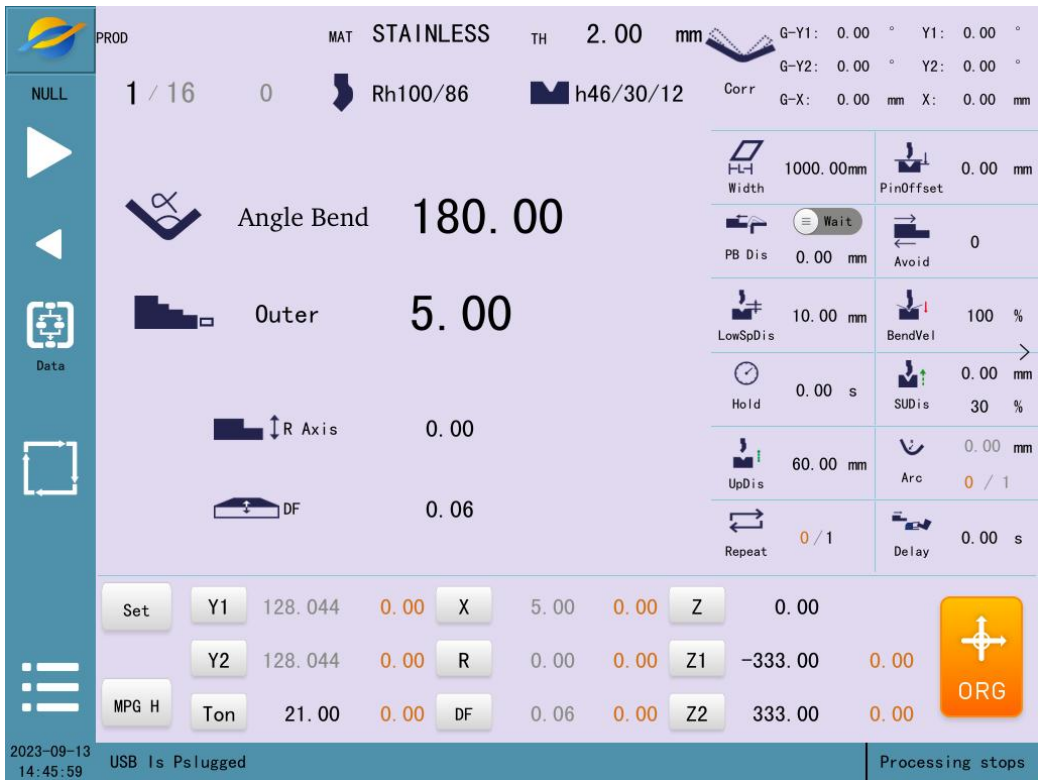 PROD MAT STAINLESS TH 2.00 mm
NULL 1/16 0 Rh100/86 h46/30/12
Corr
G-Y1: 0.00 ° Y1: 0.00 °
G-Y2: 0.00 ° Y2: 0.00 °
G-X: 0.00 mm X: 0.00 mm
Angle Bend 180.00
Outer 5.00
R Axis 0.00
DF 0.06
Data
Width 1000.00mm PinOffset 0.00 mm
Wait
PB Dis 0.00 mm Avoid 0
LowSpDis 10.00 mm BendVel 100 %
>
Hold 0.00 s SUDis 0.00 mm
30 %
UpDis 60.00 mm Arc 0.00 mm
0 / 1
Repeat 0/1 Delay 0.00 s
Set Y1 128.044 0.00 X 5.00 0.00 Z 0.00
Y2 128.044 0.00 R 0.00 0.00 Z1 -333.00 0.00
MPG H Ton 21.00 0.00 DF 0.06 0.00 Z2 333.00 0.00
ORG
2023-09-13
14:45:59
USB Is Pslugged Processing stops